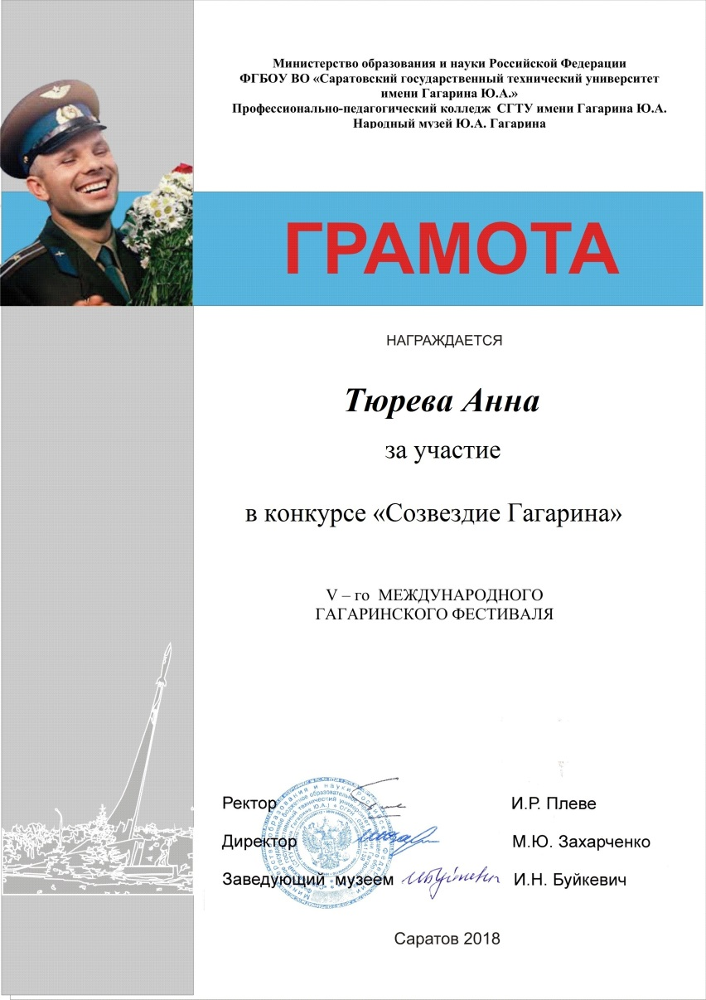 Министерство образования и науки Российской Федерации
ФГБОУ ВО «Саратовский государственный технический университет
имени Гагарина Ю.А.»
Профессионально-педагогический колледж СГТУ имени Гагарина Ю.А.
Народный музей Ю.А. Гагарина
ГРАМОТА
НАГРАЖДАЕТСЯ
Тюрева Анна
за участие
в конкурсе «Созвездие Гагарина»
V – го МЕЖДУНАРОДНОГО
ГАГАРИНСКОГО ФЕСТИВАЛЯ
Ректор И.Р. Плеве
Директор М.Ю. Захарченко
Заведующий музеем И.Н. Буйкевич
Саратов 2018